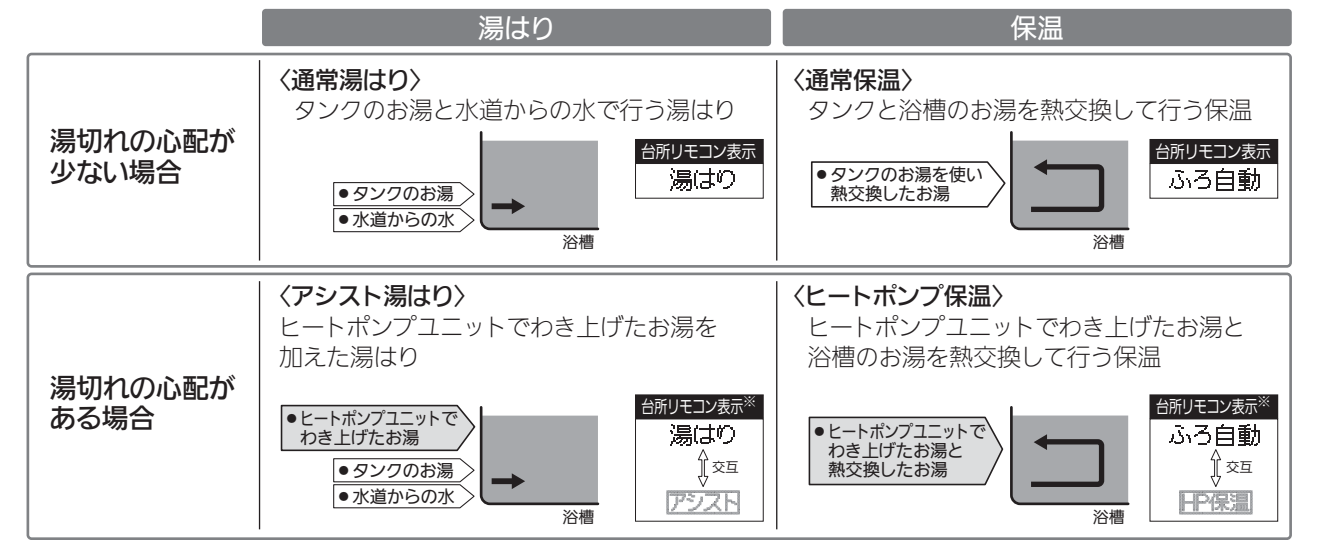 湯はり
保温
湯切れの心配が
少ない場合
〈通常湯はり〉
タンクのお湯と水道からの水で行う湯はり
●タンクのお湯
●水道からの水
浴槽
台所リモコン表示
湯はり
〈通常保温〉
タンクと浴槽のお湯を熱交換して行う保温
●タンクのお湯を使い
熱交換したお湯
浴槽
台所リモコン表示
ふろ自動
湯切れの心配が
ある場合
〈アシスト湯はり〉
ヒートポンプユニットでわき上げたお湯を
加えた湯はり
●ヒートポンプユニットで
わき上げたお湯
●タンクのお湯
●水道からの水
浴槽
台所リモコン表示※
湯はり
交互
アシスト
〈ヒートポンプ保温〉
ヒートポンプユニットでわき上げたお湯と
浴槽のお湯を熱交換して行う保温
●ヒートポンプユニットで
わき上げたお湯と
熱交換したお湯
浴槽
台所リモコン表示※
ふろ自動
交互
HP保温